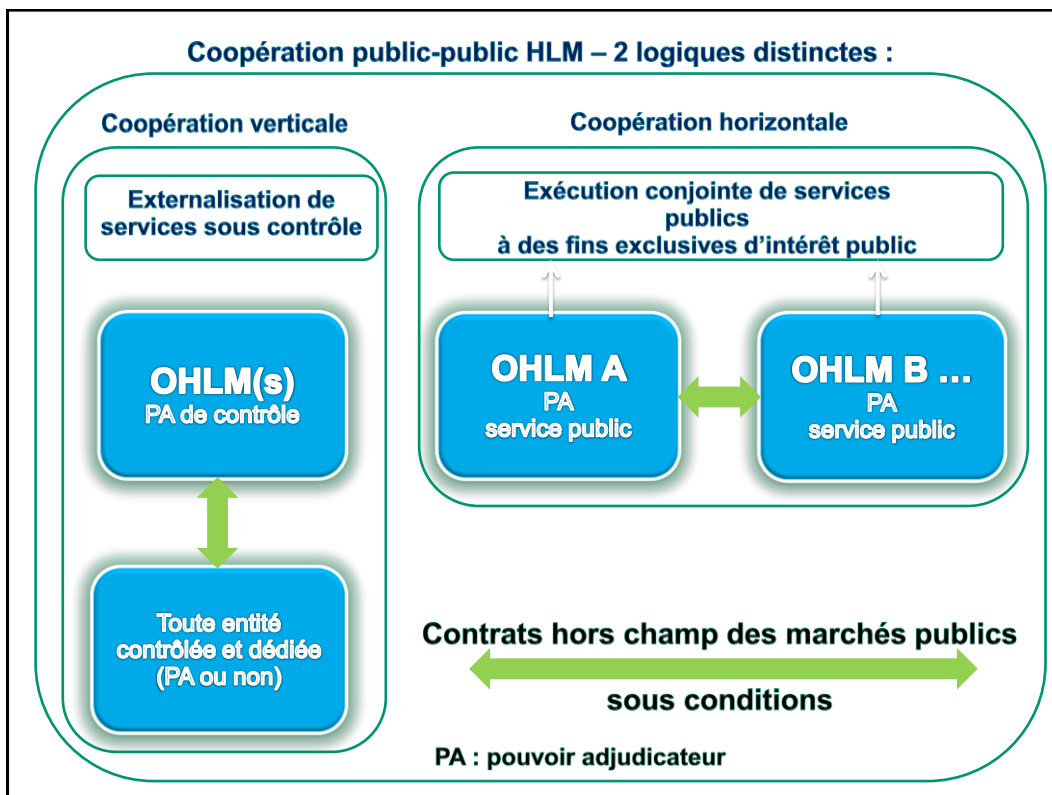 Coopération public-public HLM – 2 logiques distinctes :
Coopération verticale
Externalisation de
services sous contrôle
OHLM(s)
PA de contrôle
Toute entité
contrôlée et dédiée
(PA ou non)
Coopération horizontale
Exécution conjointe de services
publics
à des fins exclusives d'intérêt public
OHLM A
PA
service public
OHLM B ...
PA
service public
Contrats hors champ des marchés publics
sous conditions
PA : pouvoir adjudicateur